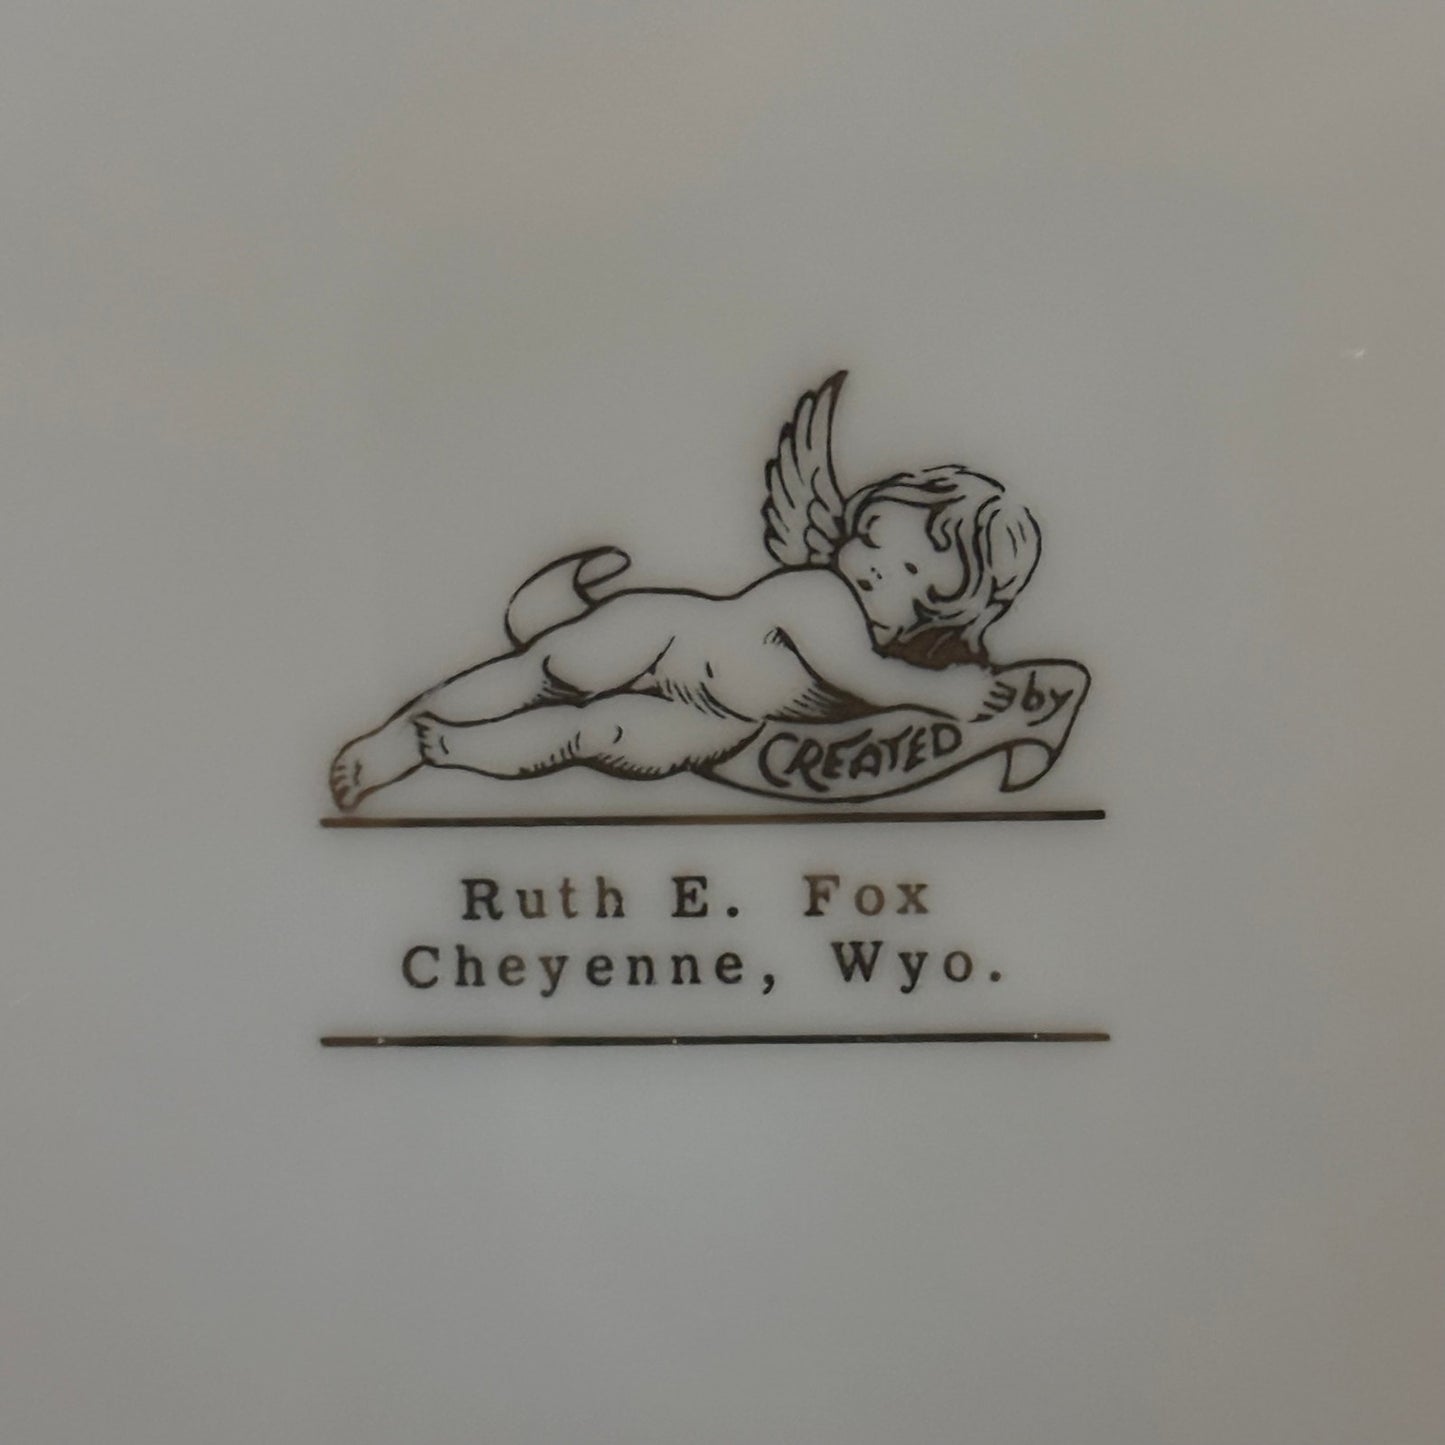 CREATED by
Ruth E. Fox
Cheyenne, Wyo.